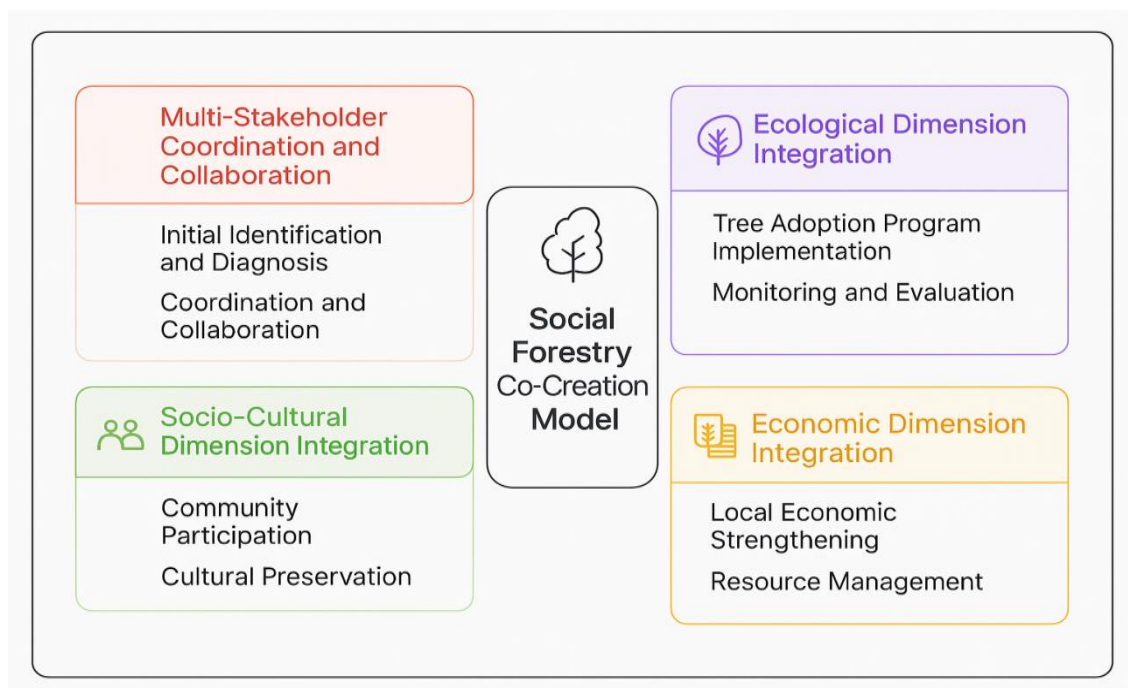 Multi-Stakeholder
Coordination and
Collaboration
Initial Identification
and Diagnosis
Coordination and
Collaboration
Socio-Cultural
Dimension Integration
Community
Participation
Cultural Preservation
Social
Forestry
Co-Creation
Model
Ecological Dimension
Integration
Tree Adoption Program
Implementation
Monitoring and Evaluation
Economic Dimension
Integration
Local Economic
Strengthening
Resource Management